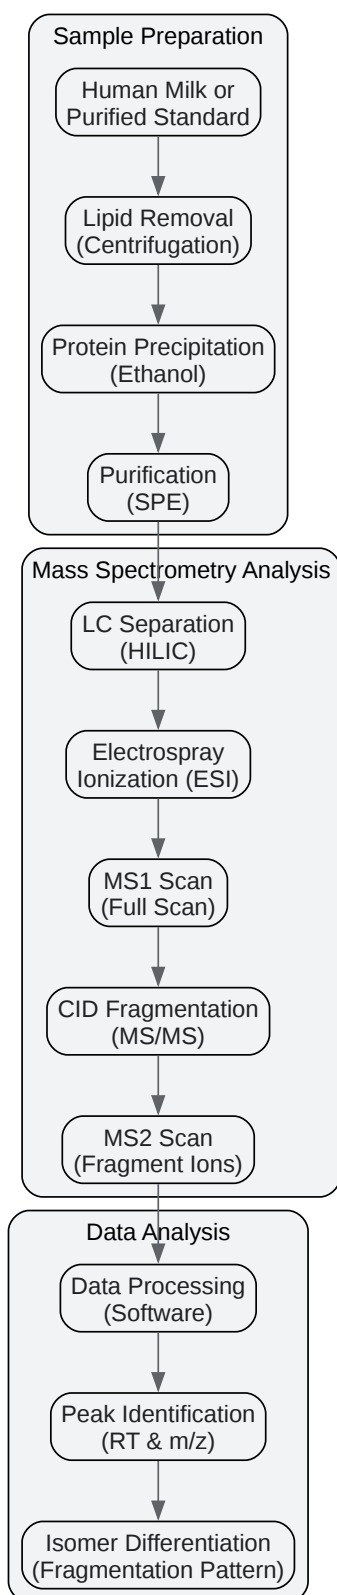 Sample Preparation
Human Milk or
Purified Standard
Lipid Removal
(Centrifugation)
Protein Precipitation
(Ethanol)
Purification
(SPE)
Mass Spectrometry Analysis
LC Separation
(HILIC)
Electrospray
Ionization (ESI)
MS1 Scan
(Full Scan)
CID Fragmentation
(MS/MS)
MS2 Scan
(Fragment Ions)
Data Analysis
Data Processing
(Software)
Peak Identification
(RT & m/z)
Isomer Differentiation
(Fragmentation Pattern)